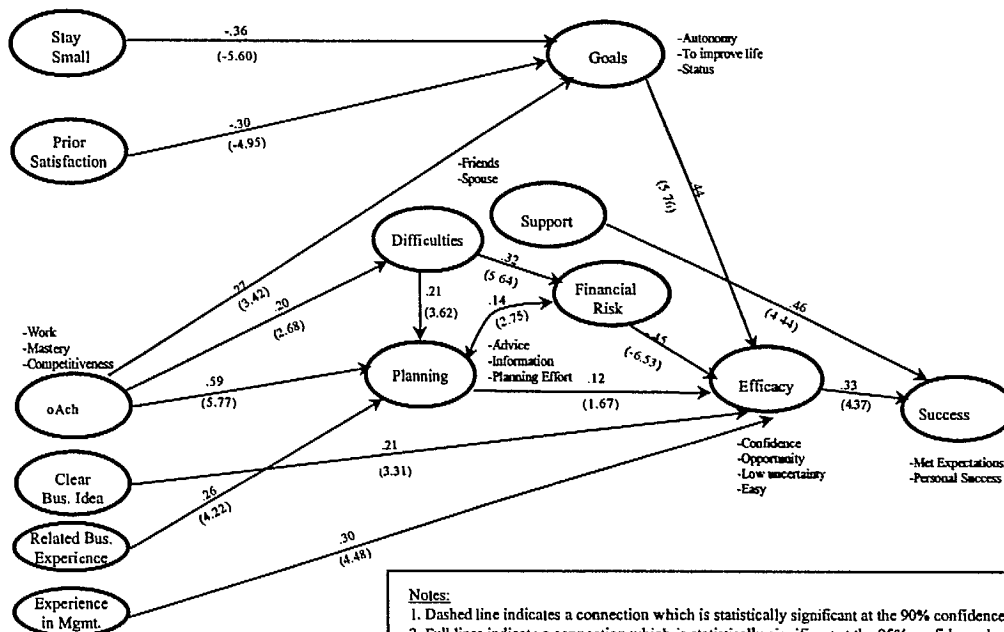 Stay
Small
-.36
(-5.60)
Goals
-Autonomy
-To improve life
-Status
Prior
Satisfaction
-.30
(-4.95)
-Friends
-Spouse
Support
.44
(5.76)
Difficulties
.32
(5.64)
Financial
Risk
.27
(3.42)
.20
(2.68)
.21
(3.62)
.14
(2.75)
.46
(4.44)
-Work
-Mastery
-Competitiveness
oAch
.59
(5.77)
Planning
-Advice
-Information
-Planning Effort
-.45
(-6.53)
.12
(1.67)
Efficacy
.33
(4.37)
Success
Clear
Bus. Idea
.21
(3.31)
-Confidence
-Opportunity
-Low uncertainty
-Easy
-Met Expectations
-Personal Success
.26
(4.22)
Related Bus.
Experience
.30
(4.48)
Experience
in Mgmt.
Notes:
1. Dashed line indicates a connection which is statistically significant at the 90% confidence